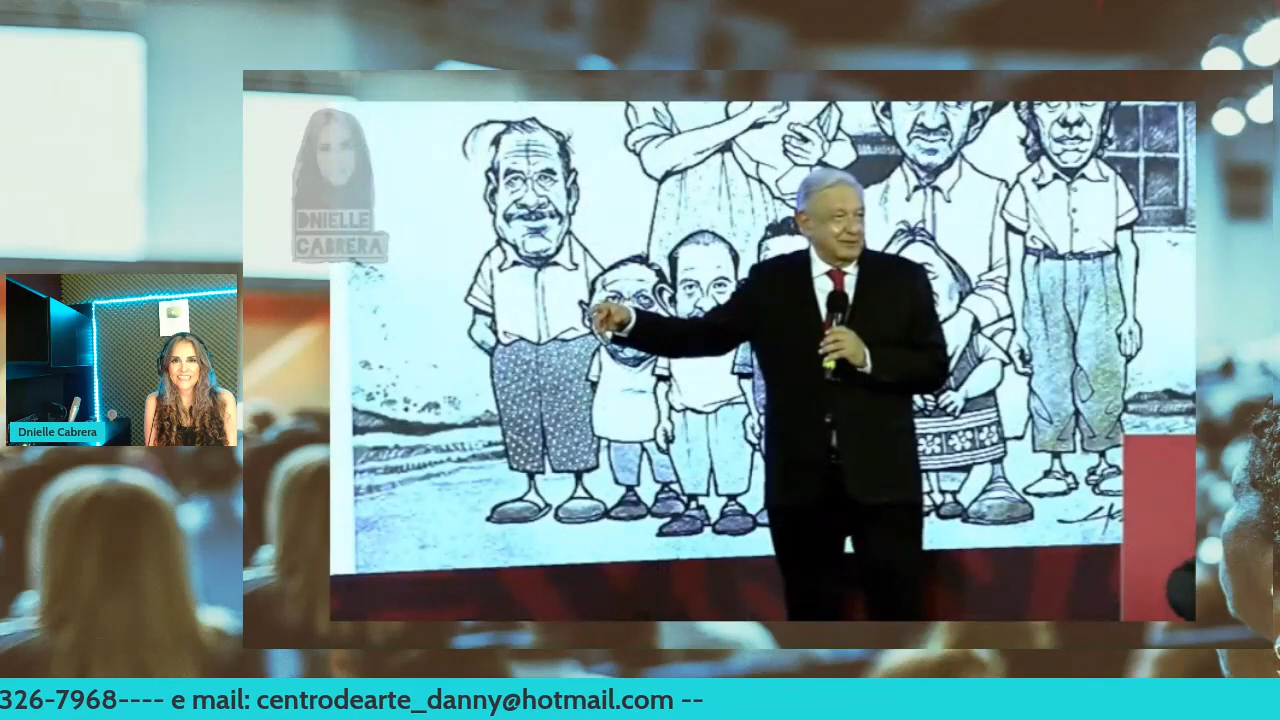 DNIELLE
CABRERA
Dnielle Cabrera
326-7968---- e mail: centrodearte_danny@hotmail.com --